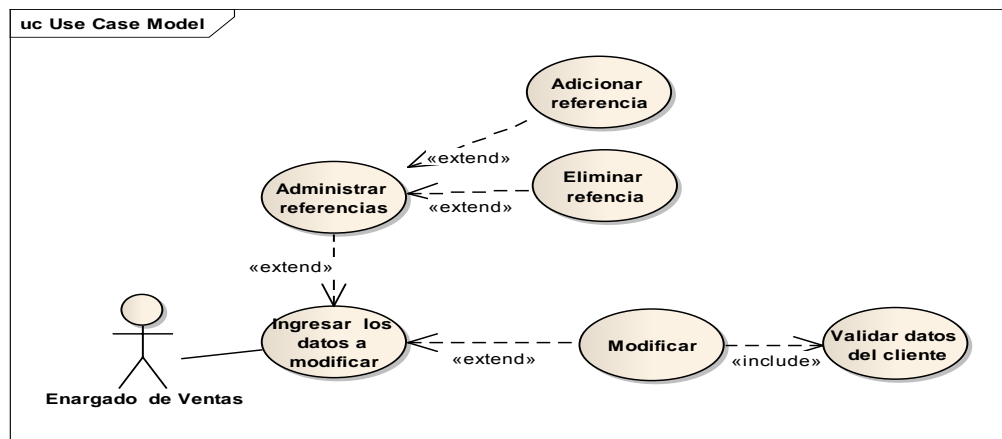 uc Use Case Model
Adicionar
referencia
«extend»
Eliminar
refencia
«extend»
Administrar
referencias
«extend»
Ingresar los
datos a
modificar
«extend»
Modificar
«include»
Validar datos
del cliente
Enargado de Ventas